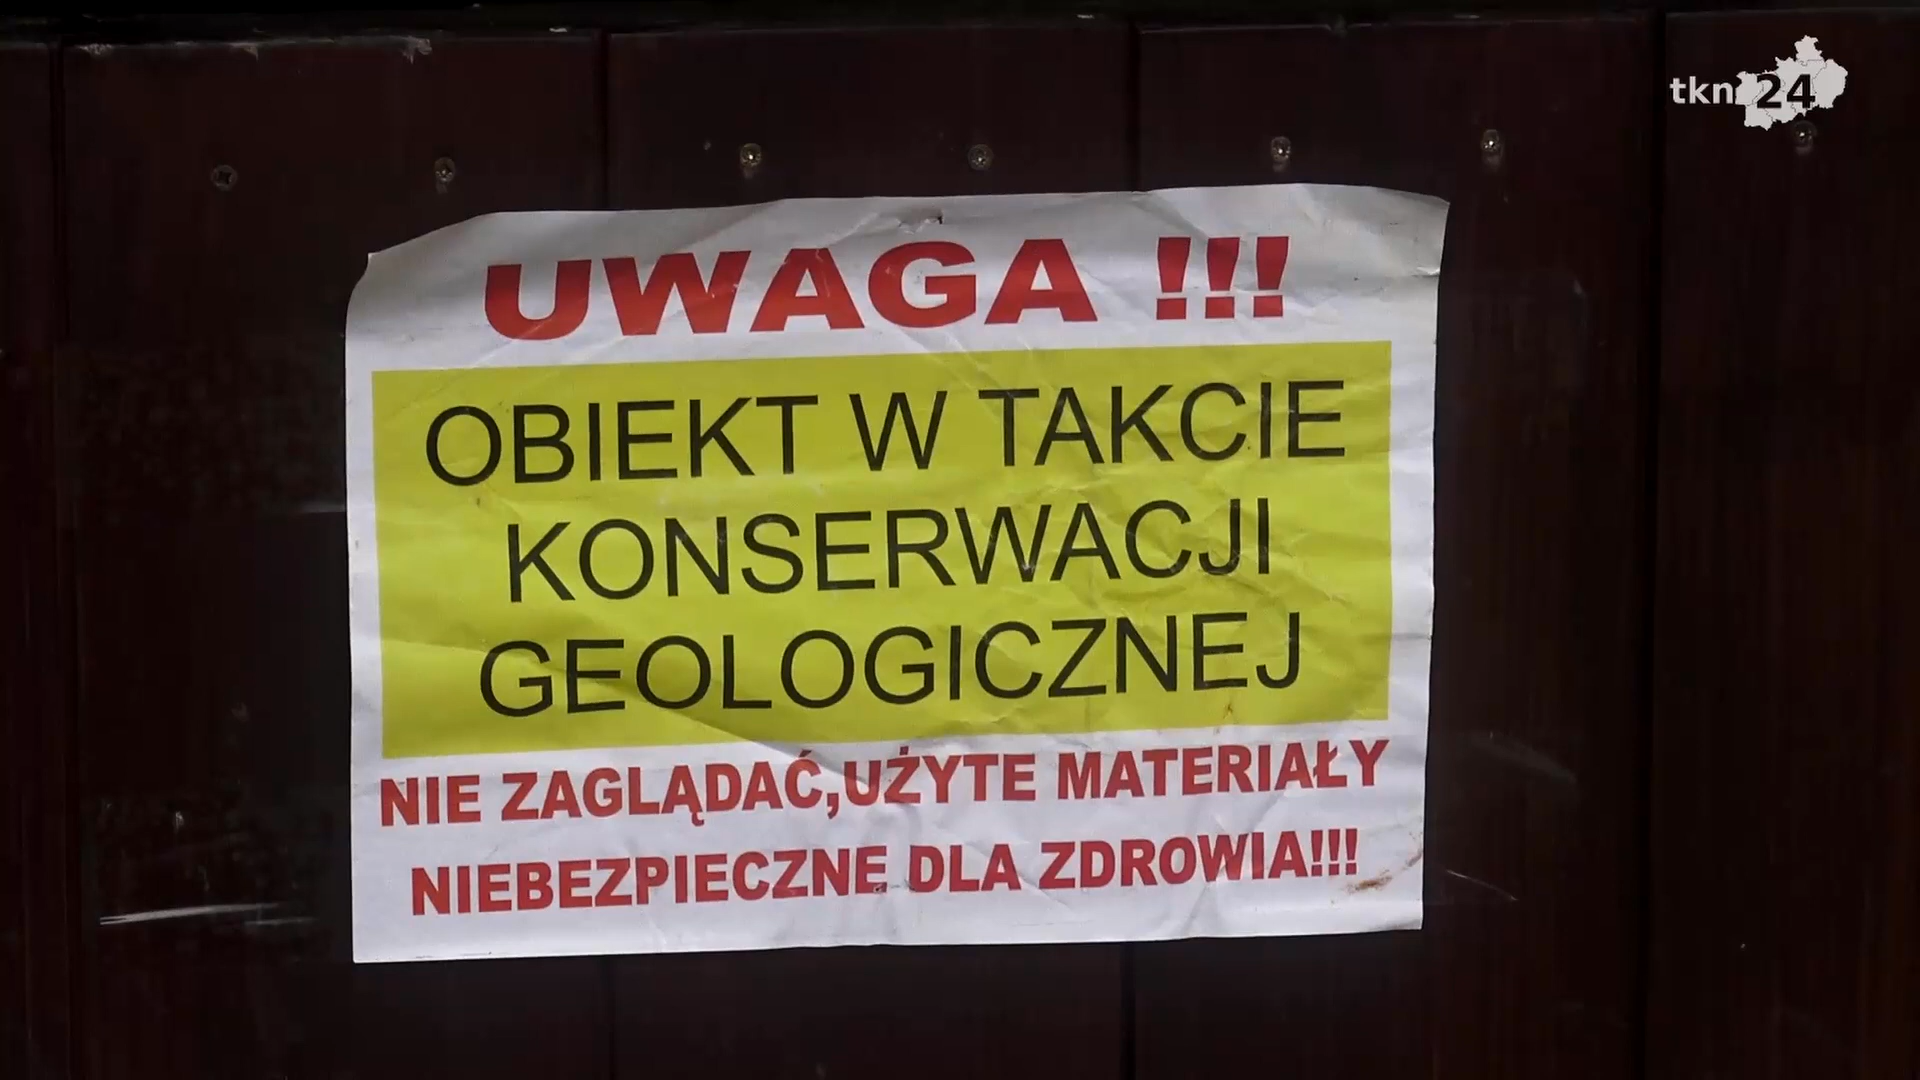 tkn24
UWAGA !!!
OBIEKT W TAKCIE
KONSERWACJI
GEOLOGICZNEJ
NIE ZAGLĄDAĆ,UŻYTE MATERIAŁY
NIEBEZPIECZNE DLA ZDROWIA!!!